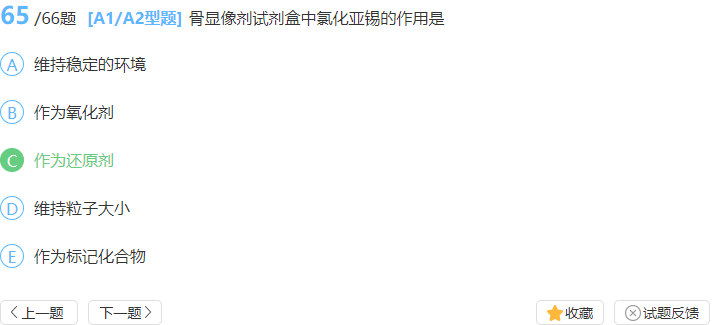 65 /66题 [A1/A2型题] 骨显像剂试剂盒中氯化亚锡的作用是
A 维持稳定的环境
B 作为氧化剂
C 作为还原剂
D 维持粒子大小
E 作为标记化合物
上一题 下一题 收藏 试题反馈